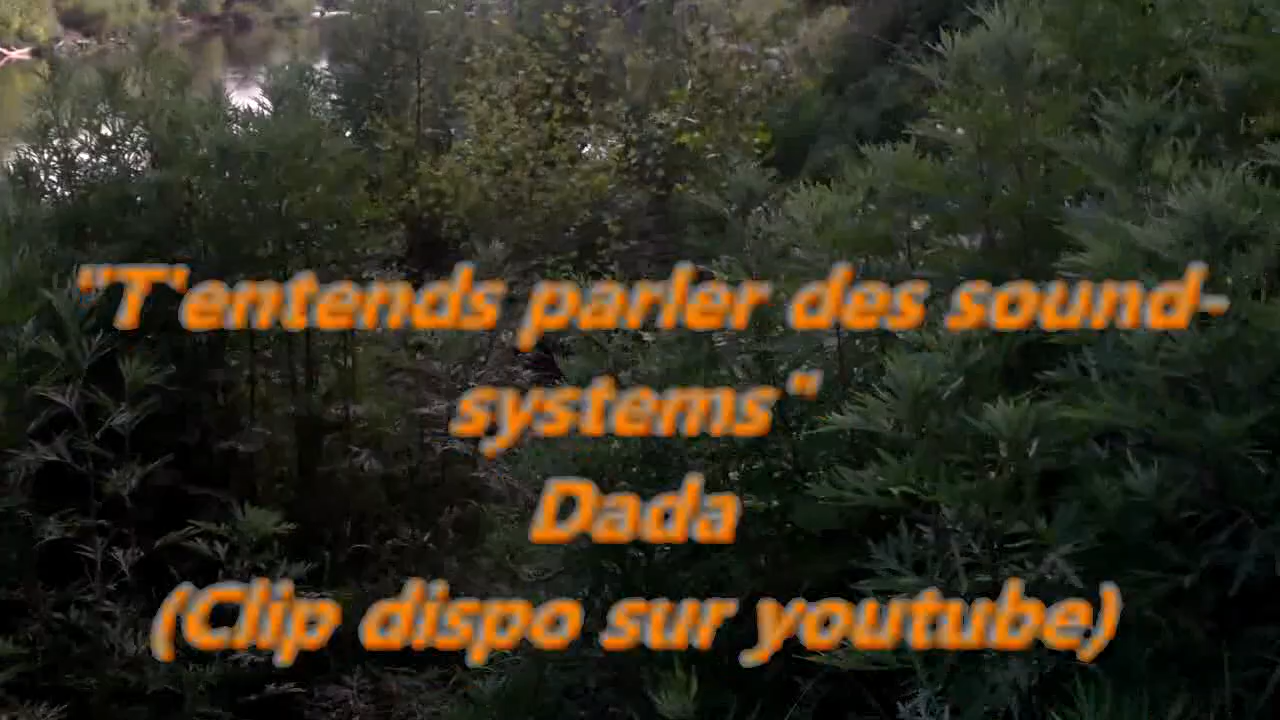 "T'entends parler des sound-
systems"
Dada
(Clip dispo sur youtube)